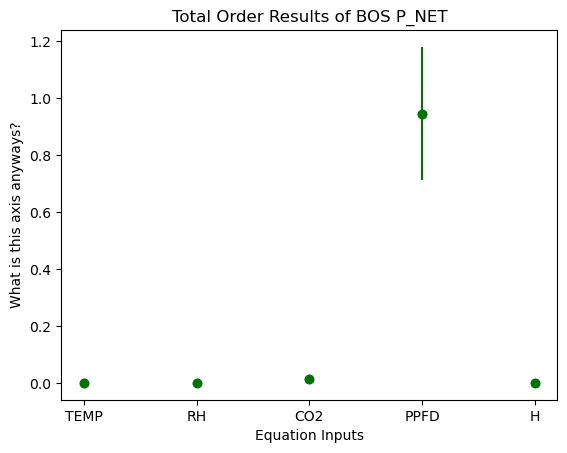 Total Order Results of BOS P_NET
What is this axis anyways?
1.2
1.0
0.8
0.6
0.4
0.2
0.0
TEMP RH CO2 PPFD H
Equation Inputs